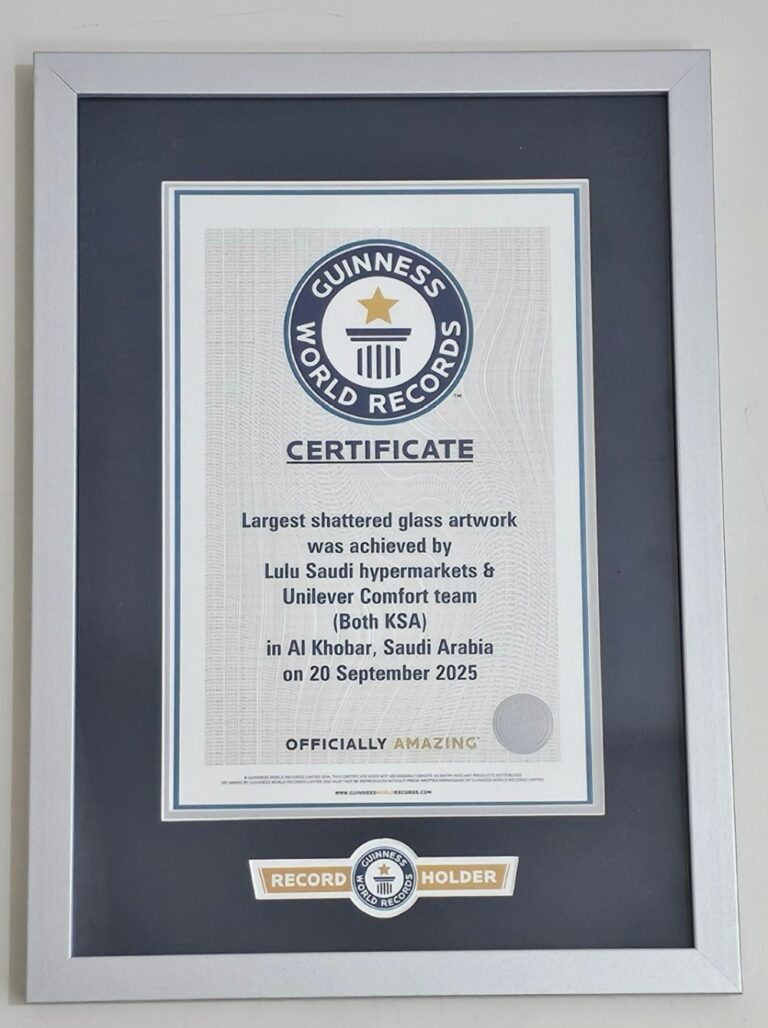 GUINNESS
WORLD RECORDS
™
CERTIFICATE
Largest shattered glass artwork
was achieved by
Lulu Saudi hypermarkets &
Unilever Comfort team
(Both KSA)
in Al Khobar, Saudi Arabia
on 20 September 2025
OFFICIALLY AMAZING
WWW.GUINNESSWORLDRECORDS.COM
RECORD
GUINNESS
WORLD RECORDS
HOLDER